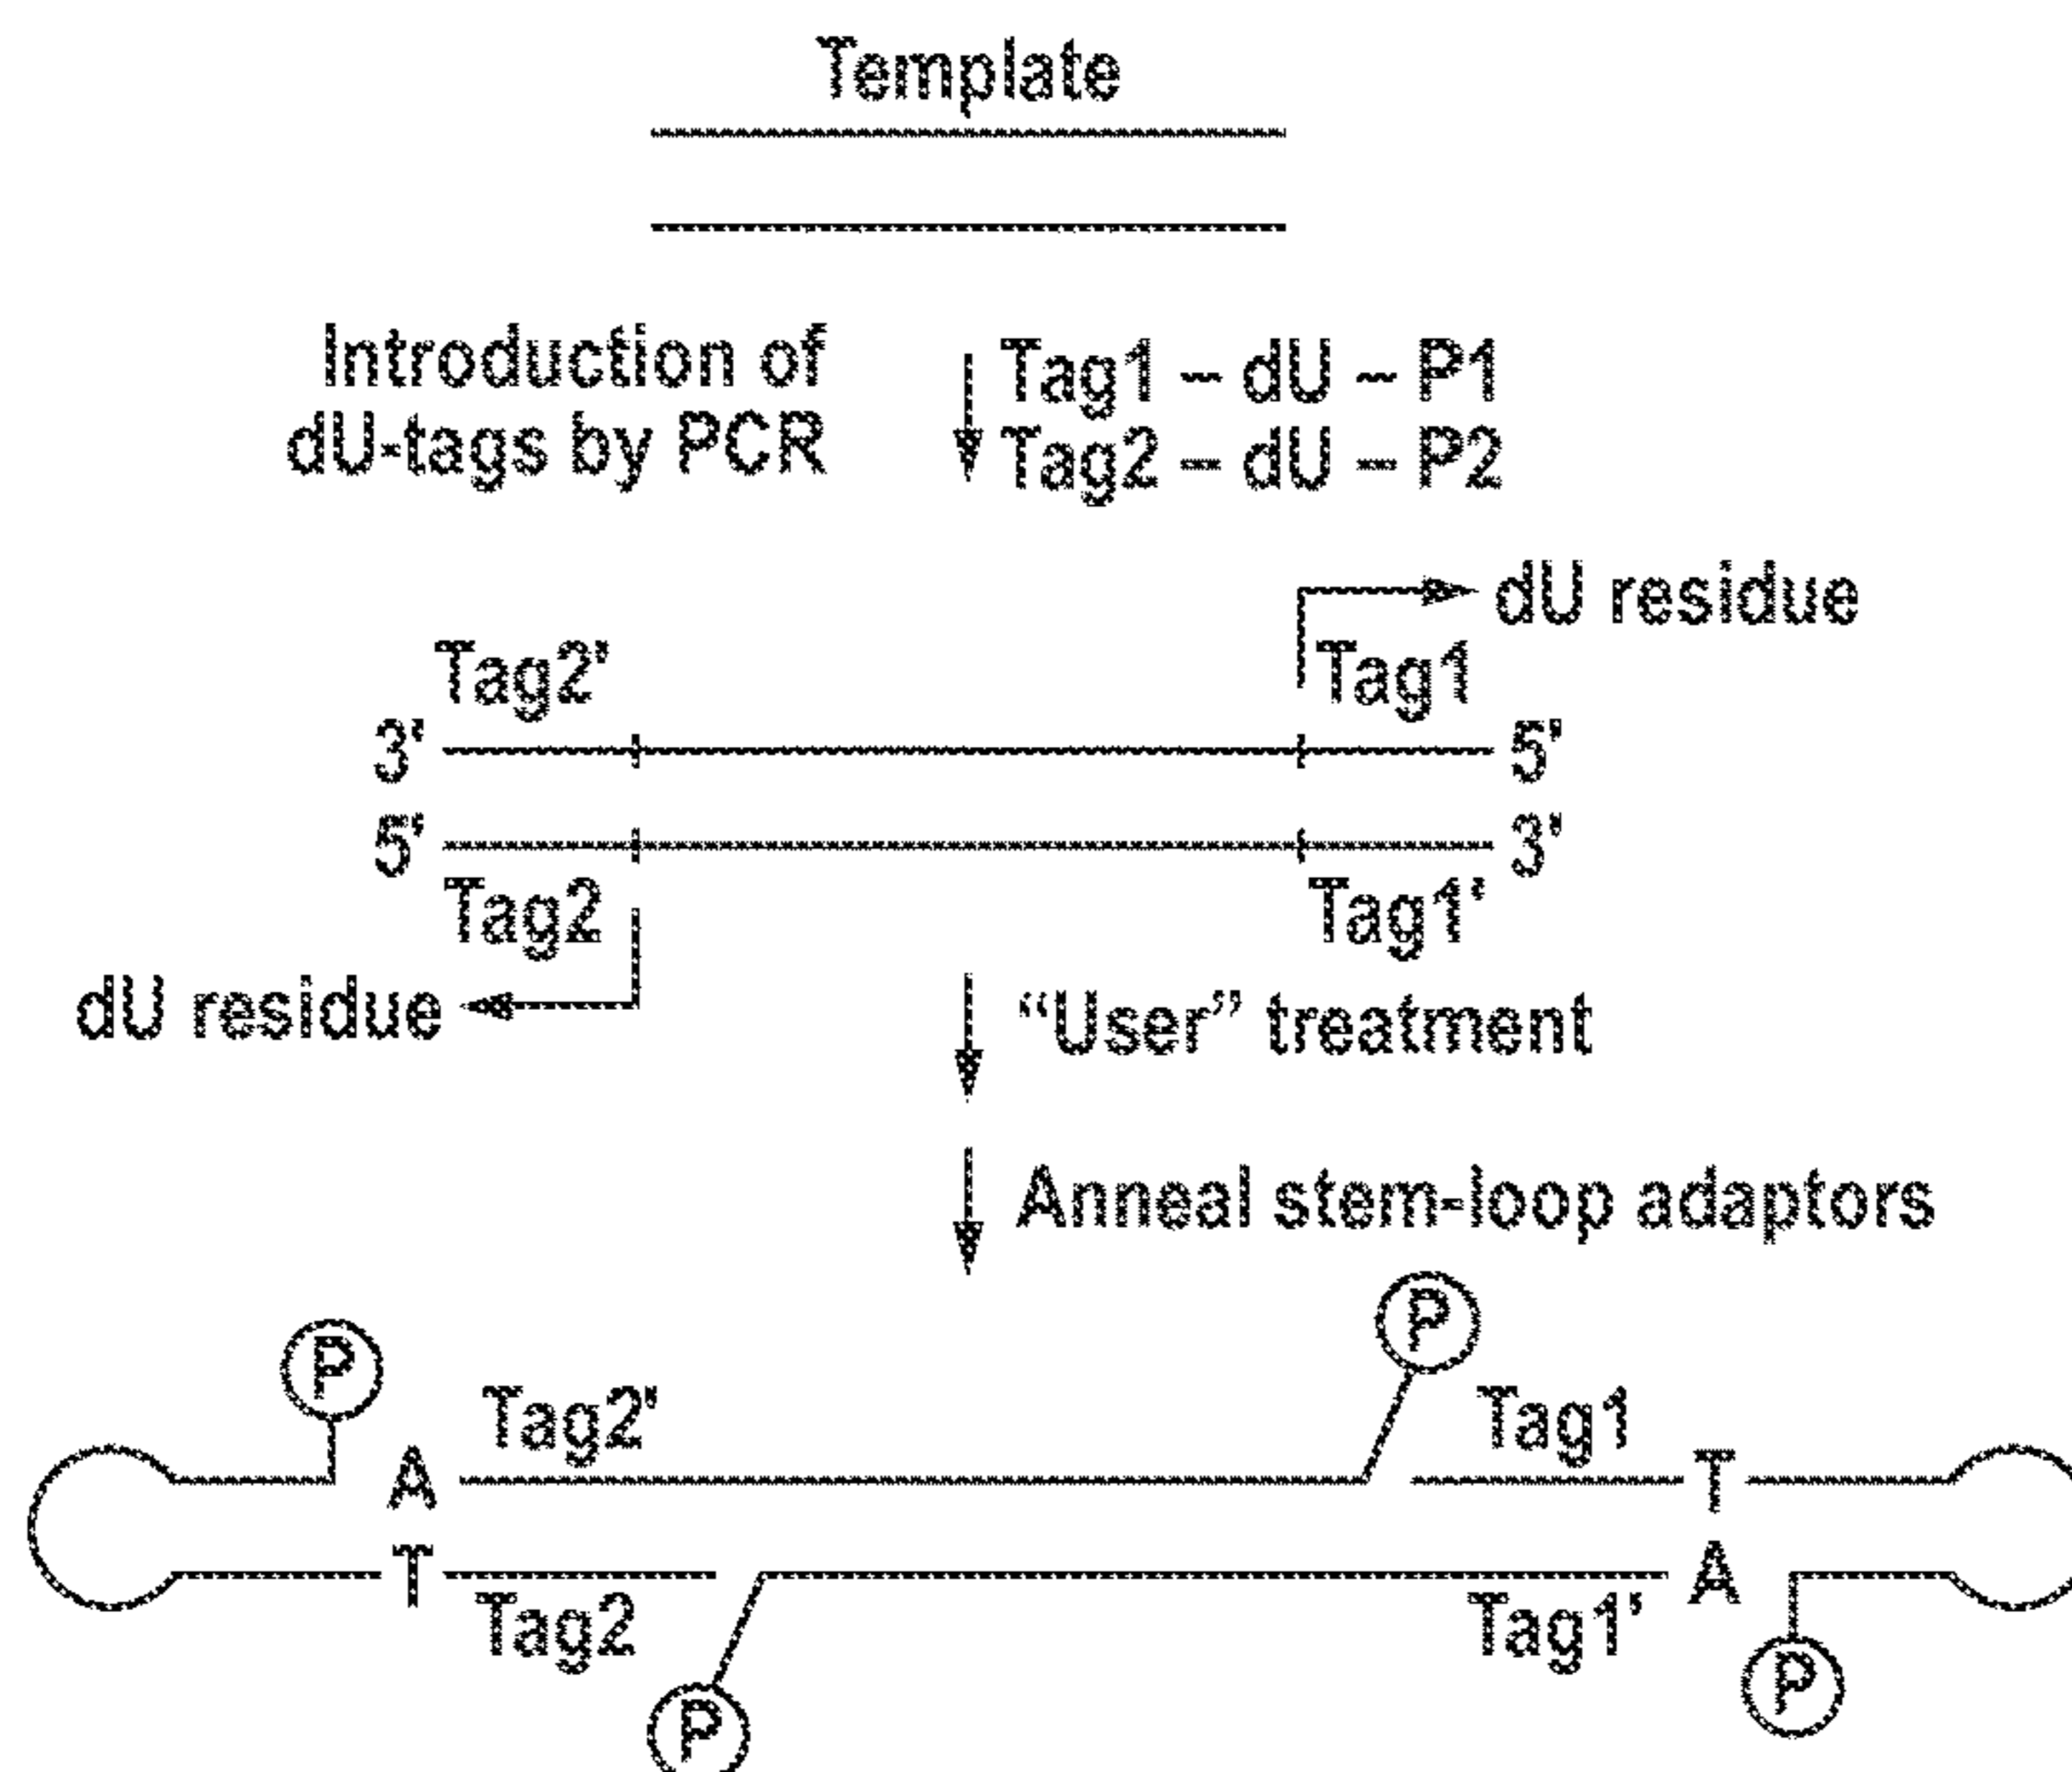 Template
Introduction of
dU-tags by PCR
Tag1 – dU – P1
Tag2 – dU – P2
dU residue
Tag2' Tag1
3' 5'
5' 3'
Tag2 Tag1'
dU residue
“User” treatment
Anneal stem-loop adaptors
P P
Tag2' Tag1
A T
T A
Tag2 Tag1'
P P